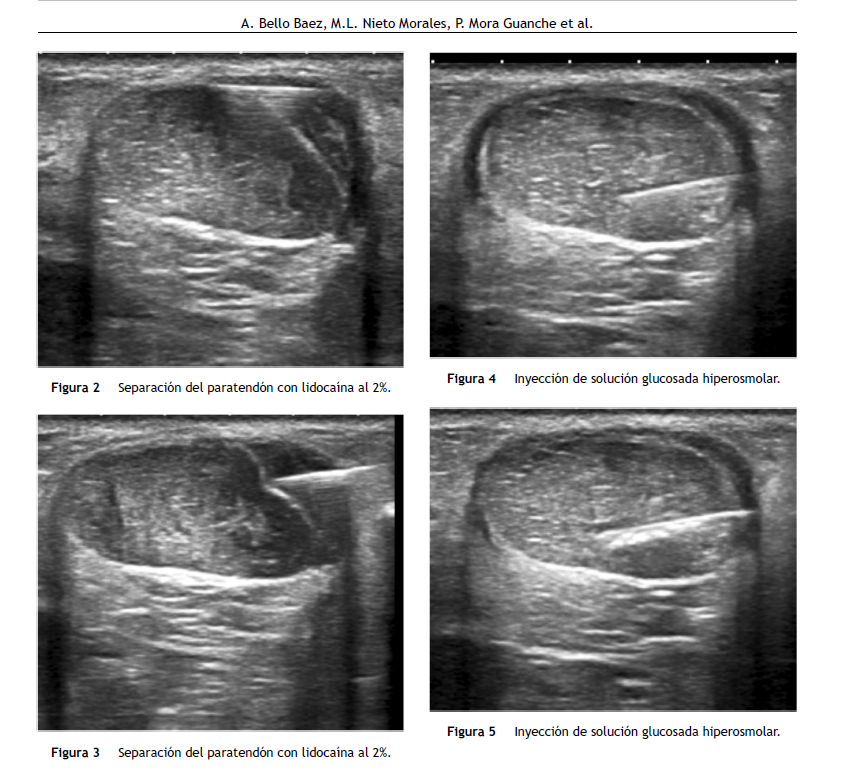 A. Bello Baez, M.L. Nieto Morales, P. Mora Guanche et al.
Figura 2 Separación del paratendón con lidocaína al 2%.
Figura 3 Separación del paratendón con lidocaína al 2%.
Figura 4 Inyección de solución glucosada hiperosmolar.
Figura 5 Inyección de solución glucosada hiperosmolar.